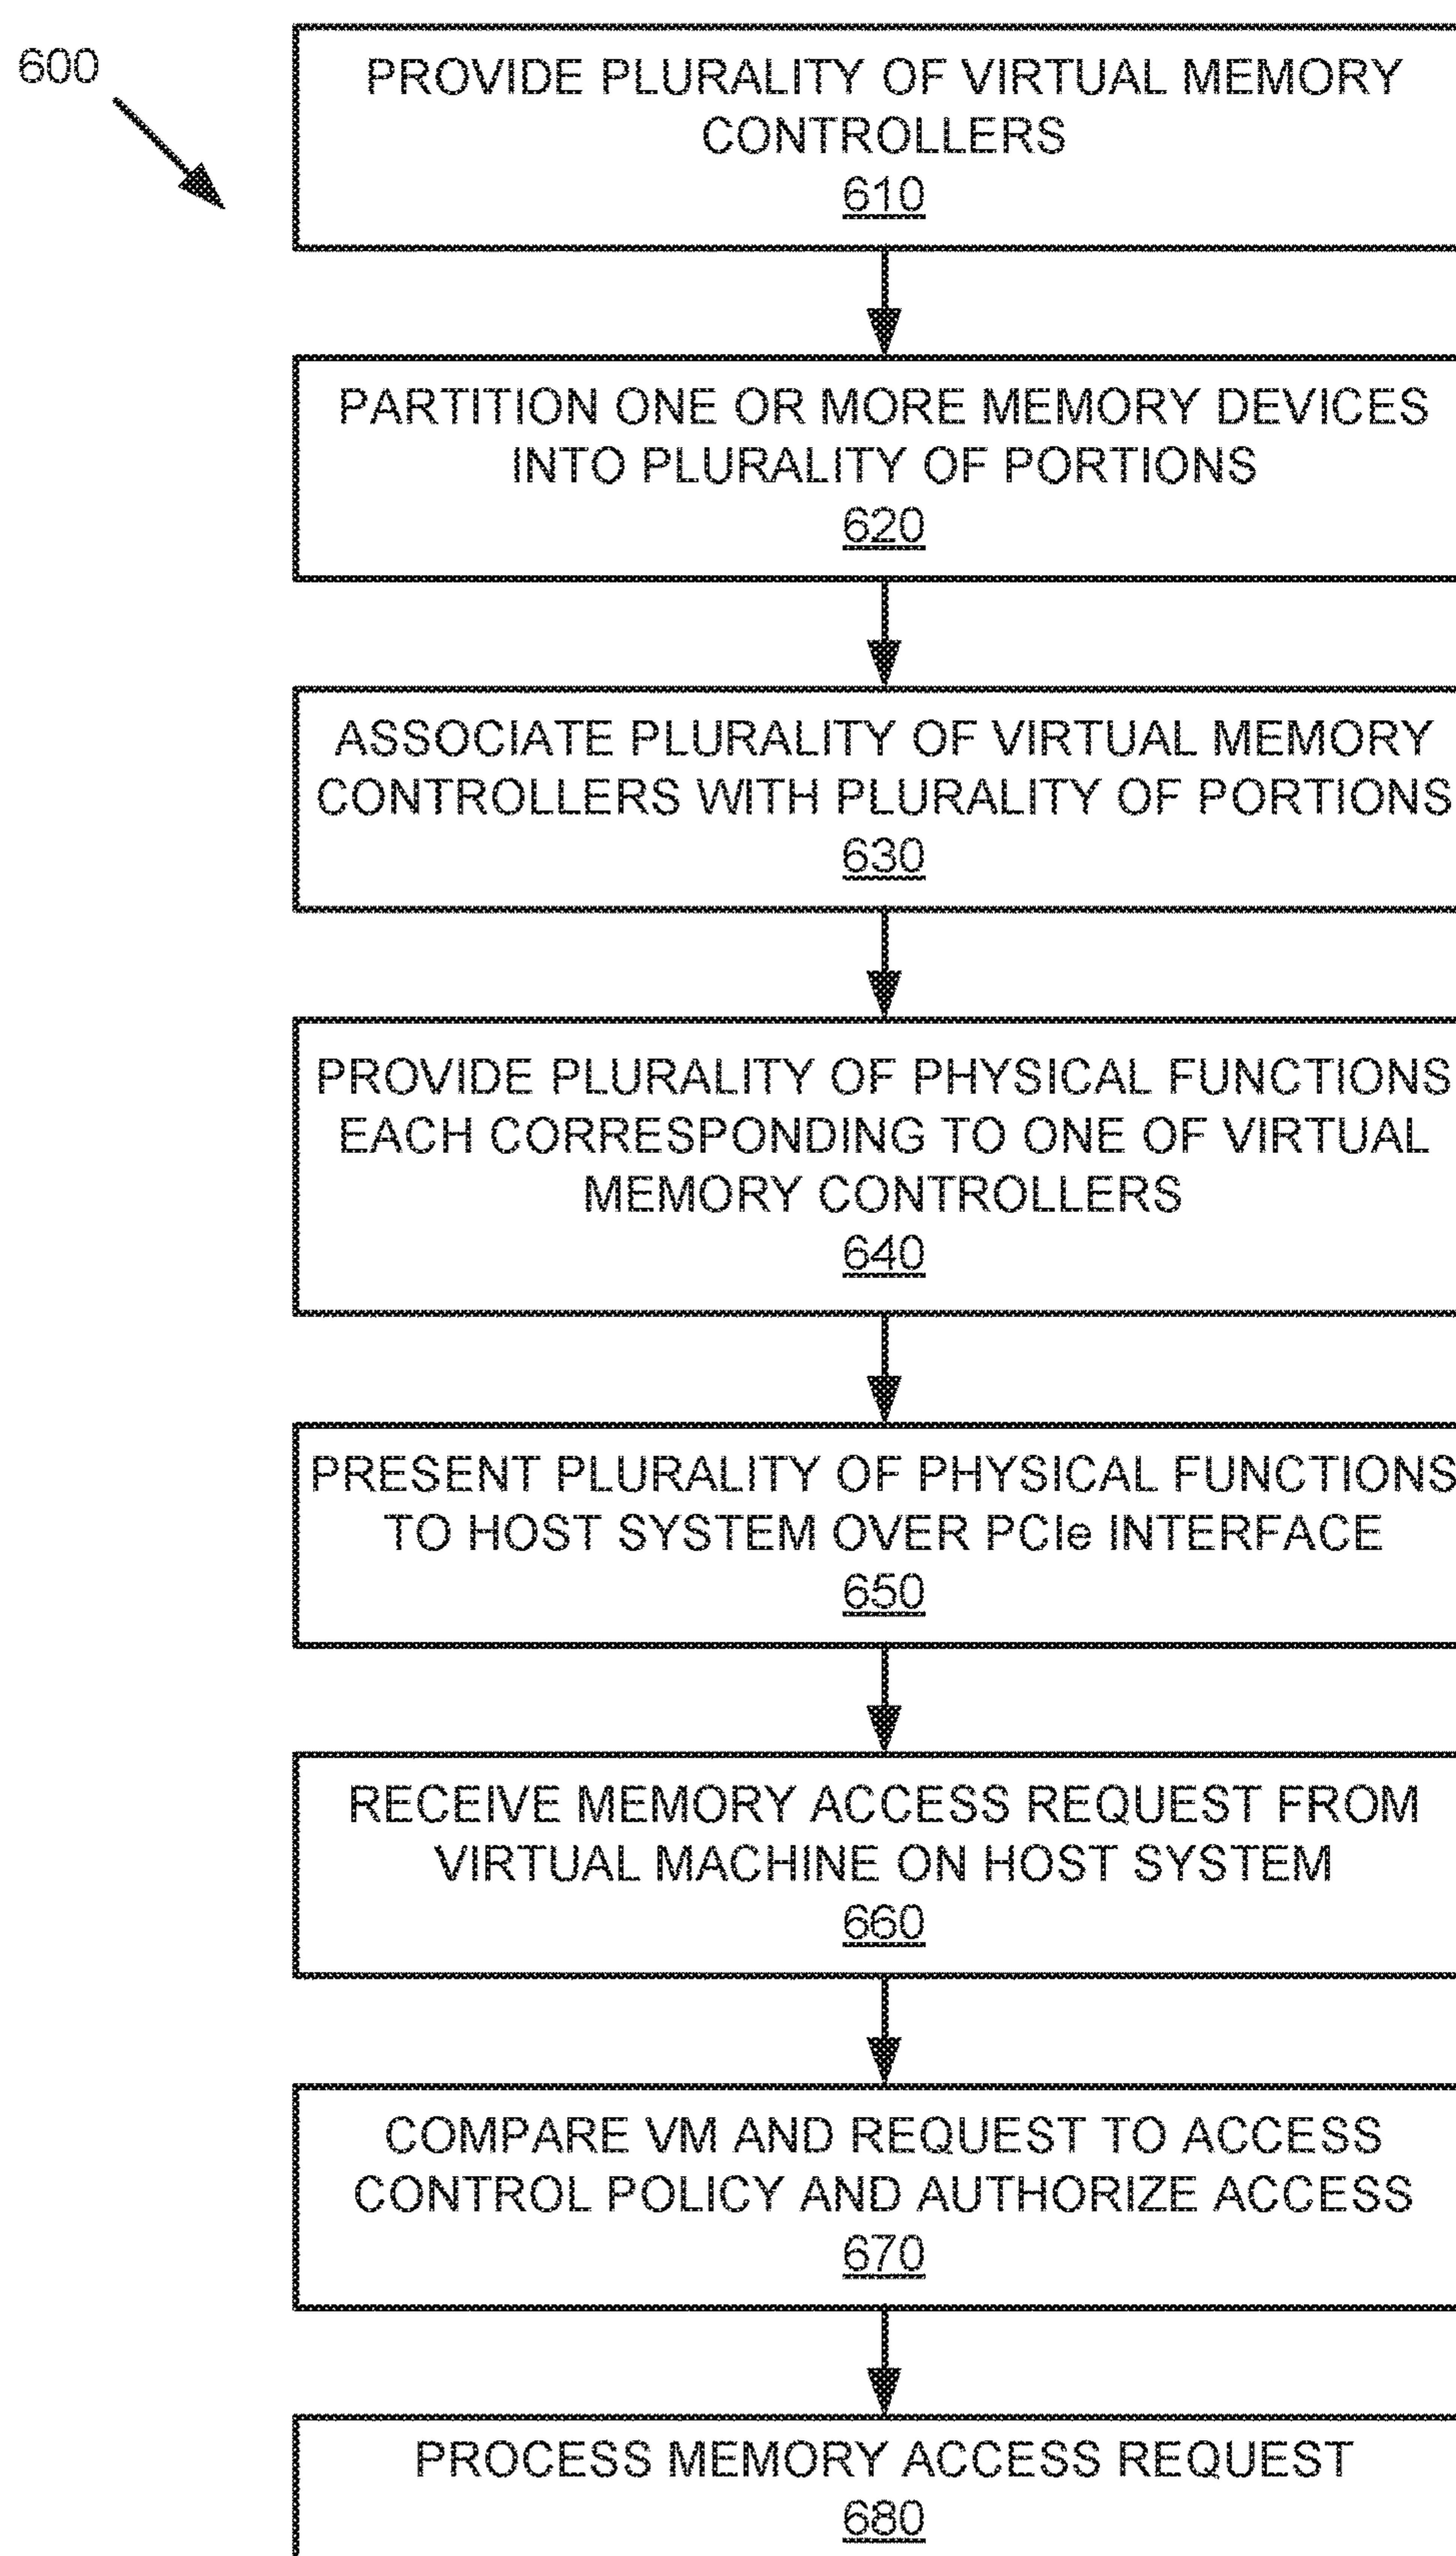 600
PROVIDE PLURALITY OF VIRTUAL MEMORY
CONTROLLERS
610
PARTITION ONE OR MORE MEMORY DEVICES
INTO PLURALITY OF PORTIONS
620
ASSOCIATE PLURALITY OF VIRTUAL MEMORY
CONTROLLERS WITH PLURALITY OF PORTIONS
630
PROVIDE PLURALITY OF PHYSICAL FUNCTIONS
EACH CORRESPONDING TO ONE OF VIRTUAL
MEMORY CONTROLLERS
640
PRESENT PLURALITY OF PHYSICAL FUNCTIONS
TO HOST SYSTEM OVER PCIe INTERFACE
650
RECEIVE MEMORY ACCESS REQUEST FROM
VIRTUAL MACHINE ON HOST SYSTEM
660
COMPARE VM AND REQUEST TO ACCESS
CONTROL POLICY AND AUTHORIZE ACCESS
670
PROCESS MEMORY ACCESS REQUEST
680